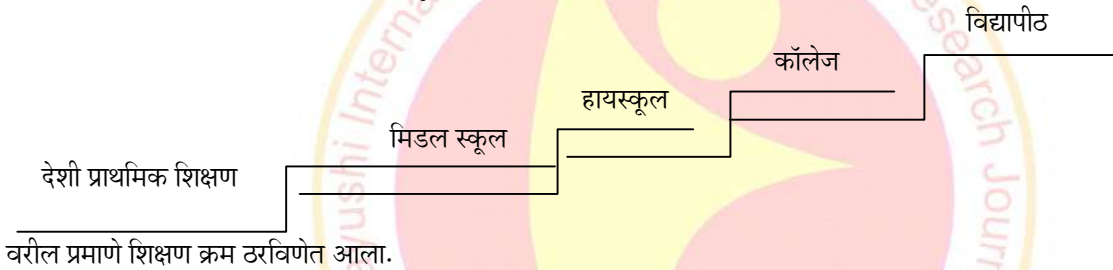 विद्यापीठ
कॉलेज
हायस्कूल
मिडल स्कूल
देशी प्राथमिक शिक्षण
वरील प्रमाणे शिक्षण क्रम ठरविणेत आला.